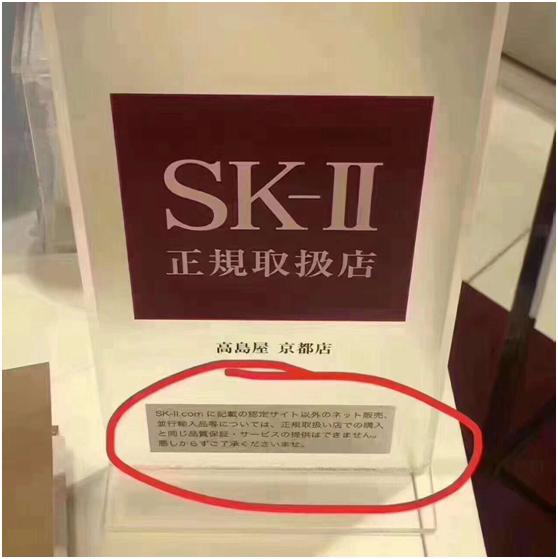 SK-II
正規取扱店
高島屋 京都店
SK-II.com に記載の認定サイト以外のネット販売、
並行輸入品等については、正規取扱い店での購入
と同じ品質保証・サービスの提供はできません。
悪しからずご了承くださいませ。